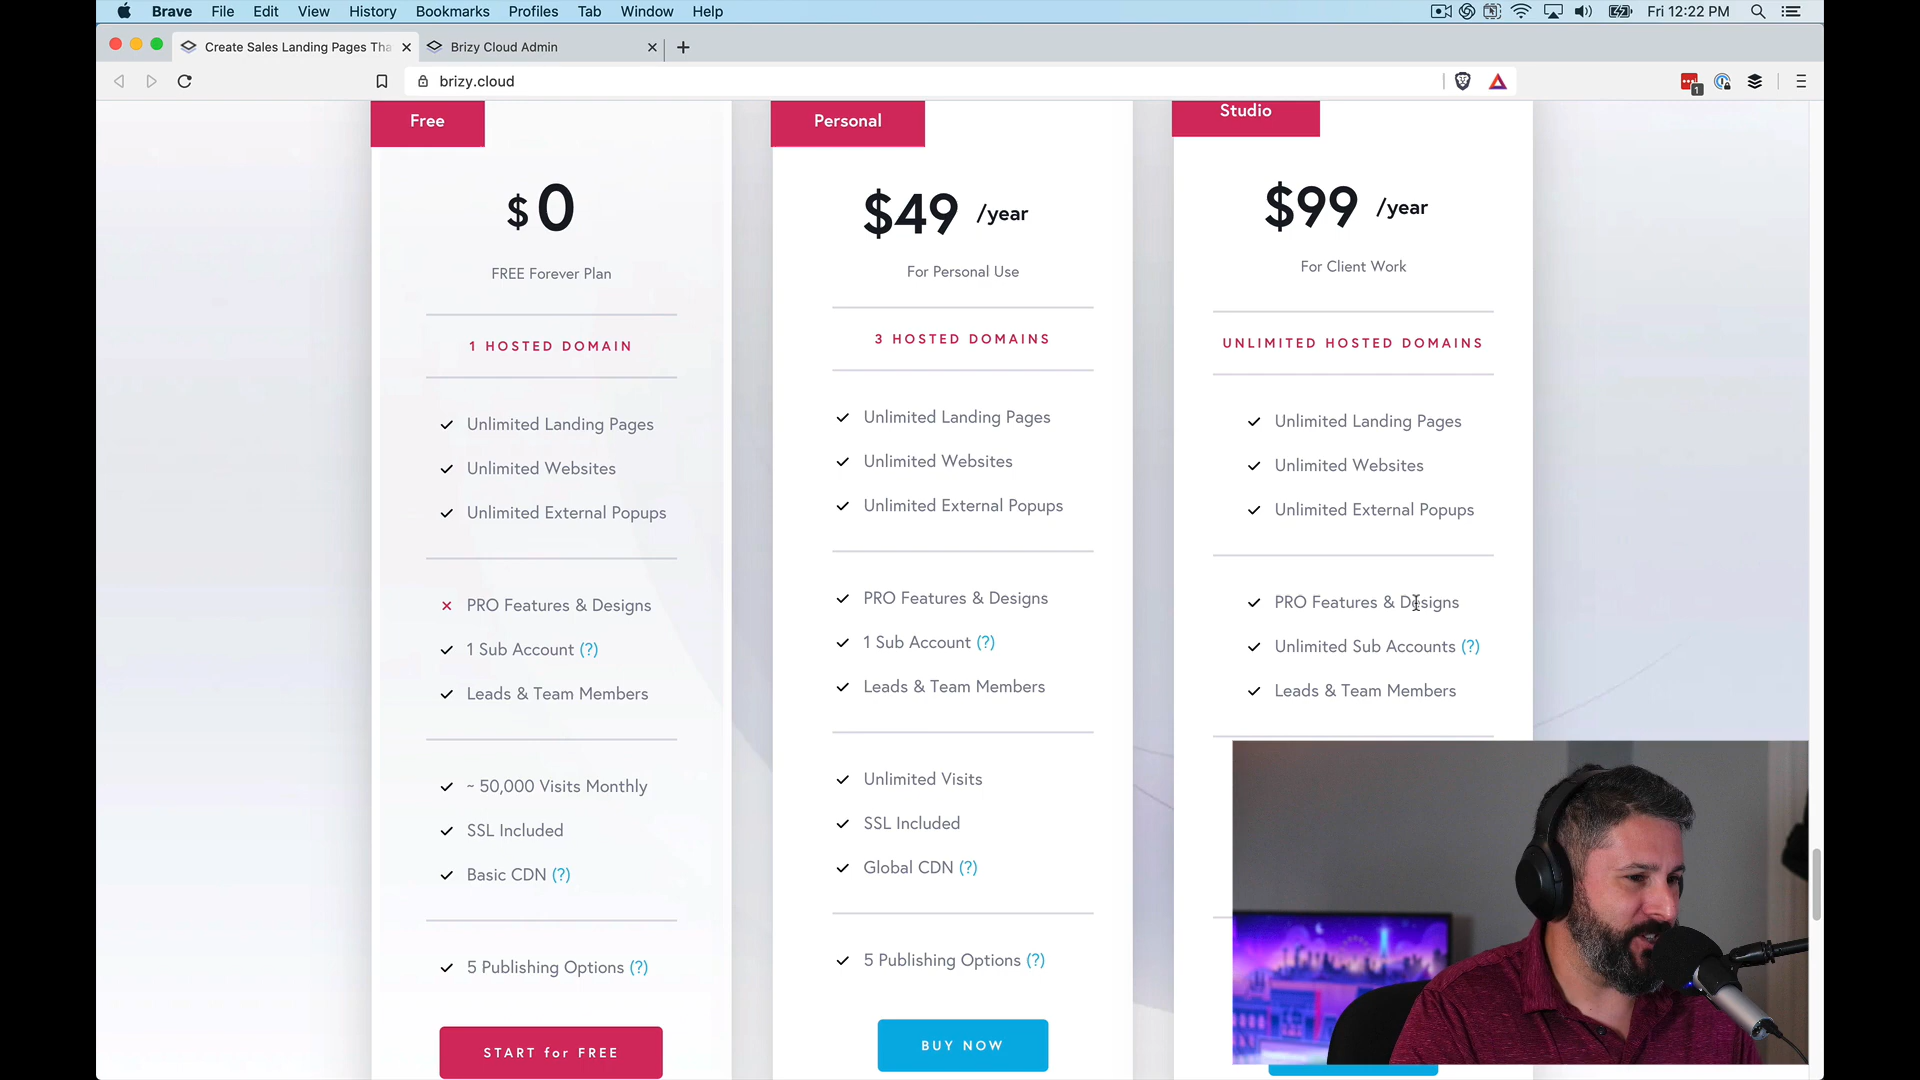 Brave File Edit View History Bookmarks Profiles Tab Window Help
Fri 12:22 PM
Create Sales Landing Pages Tha
Brizy Cloud Admin
brizy.cloud
1
Free
$0
FREE Forever Plan
1 HOSTED DOMAIN
Unlimited Landing Pages
Unlimited Websites
Unlimited External Popups
PRO Features & Designs
1 Sub Account (?)
Leads & Team Members
~ 50,000 Visits Monthly
SSL Included
Basic CDN (?)
5 Publishing Options (?)
START for FREE
Personal
$49 /year
For Personal Use
3 HOSTED DOMAINS
Unlimited Landing Pages
Unlimited Websites
Unlimited External Popups
PRO Features & Designs
1 Sub Account (?)
Leads & Team Members
Unlimited Visits
SSL Included
Global CDN (?)
5 Publishing Options (?)
BUY NOW
Studio
$99 /year
For Client Work
UNLIMITED HOSTED DOMAINS
Unlimited Landing Pages
Unlimited Websites
Unlimited External Popups
PRO Features & Designs
Unlimited Sub Accounts (?)
Leads & Team Members